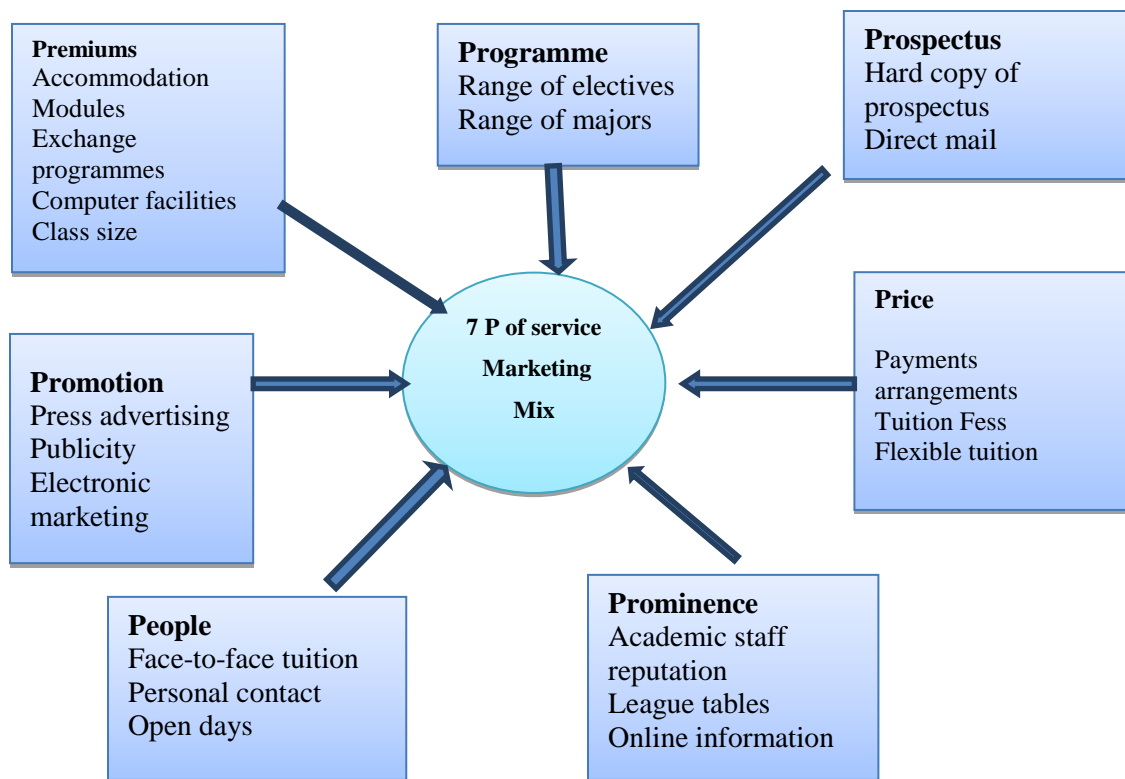 Premiums
Accommodation
Modules
Exchange
programmes
Computer facilities
Class size
Programme
Range of electives
Range of majors
Prospectus
Hard copy of
prospectus
Direct mail
7 P of service
Marketing
Mix
Price
Payments
arrangements
Tuition Fess
Flexible tuition
Promotion
Press advertising
Publicity
Electronic
marketing
People
Face-to-face tuition
Personal contact
Open days
Prominence
Academic staff
reputation
League tables
Online information